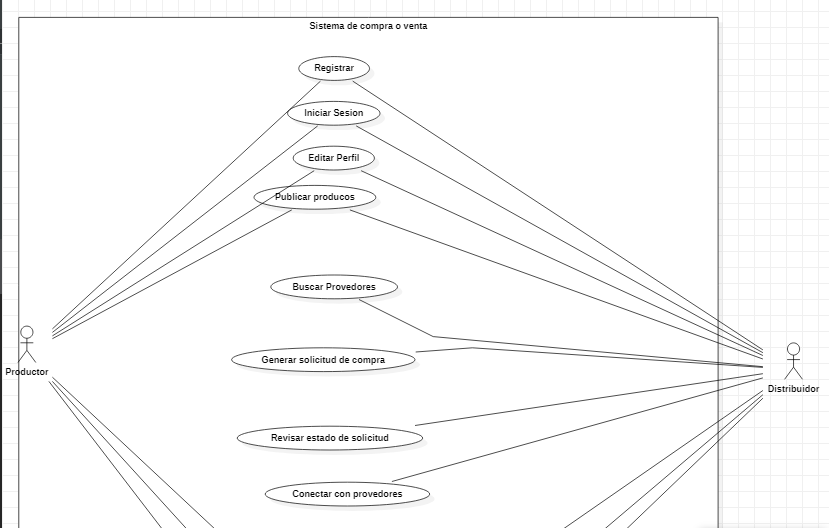 Sistema de compra o venta
Registrar
Iniciar Sesion
Editar Perfil
Publicar producos
Buscar Provedores
Generar solicitud de compra
Productor
Distribuidor
Revisar estado de solicitud
Conectar con provedores